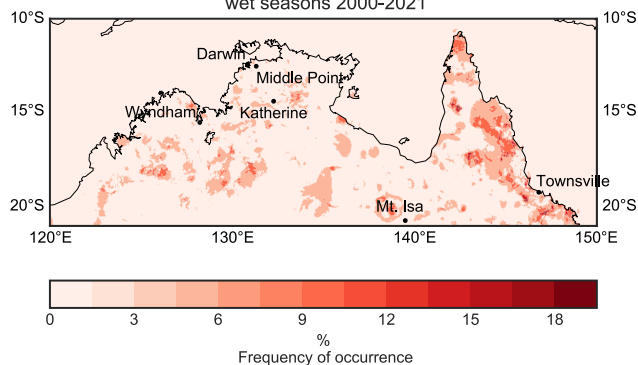 wet seasons 2000-2021
10°S 10°S
Darwin
Middle Point
15°S Wyndham Katherine 15°S
Townsville
20°S Mt. Isa 20°S
120°E 130°E 140°E 150°E
0 3 6 9 12 15 18
%
Frequency of occurrence